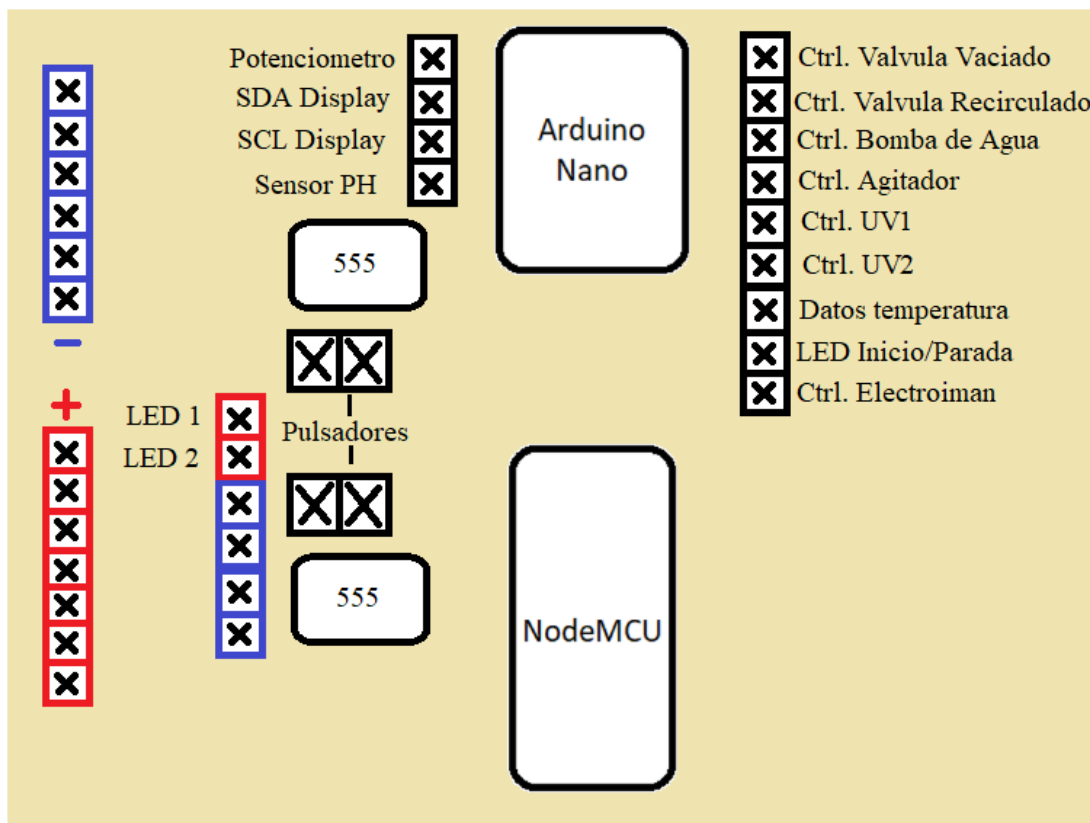 Potenciometro
SDA Display
SCL Display
Sensor PH
Arduino
Nano
Ctrl. Valvula Vaciado
Ctrl. Valvula Recirculado
Ctrl. Bomba de Agua
Ctrl. Agitador
Ctrl. UV1
Ctrl. UV2
Datos temperatura
LED Inicio/Parada
Ctrl. Electroiman
555
−
+
LED 1
LED 2
Pulsadores
555
NodeMCU